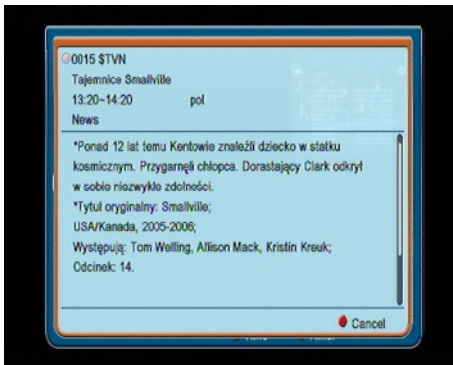 0015 $TVN
Tajemnice Smallville
13:20~14:20 pol
News
*Ponad 12 lat temu Kentowie znaleźli dziecko w statku
kosmicznym. Przygarnęli chłopca. Dorastający Clark odkrył
w sobie niezwykłe zdolności.
*Tytuł oryginalny: Smallville;
USA/Kanada, 2005-2006;
Występują: Tom Welling, Allison Mack, Kristin Kreuk;
Odcinek: 14.
Cancel